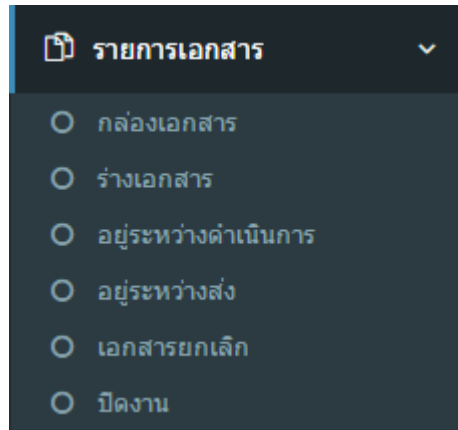 รายการเอกสาร
กล่องเอกสาร
ร่างเอกสาร
อยู่ระหว่างดำเนินการ
อยู่ระหว่างส่ง
เอกสารยกเลิก
ปิดงาน